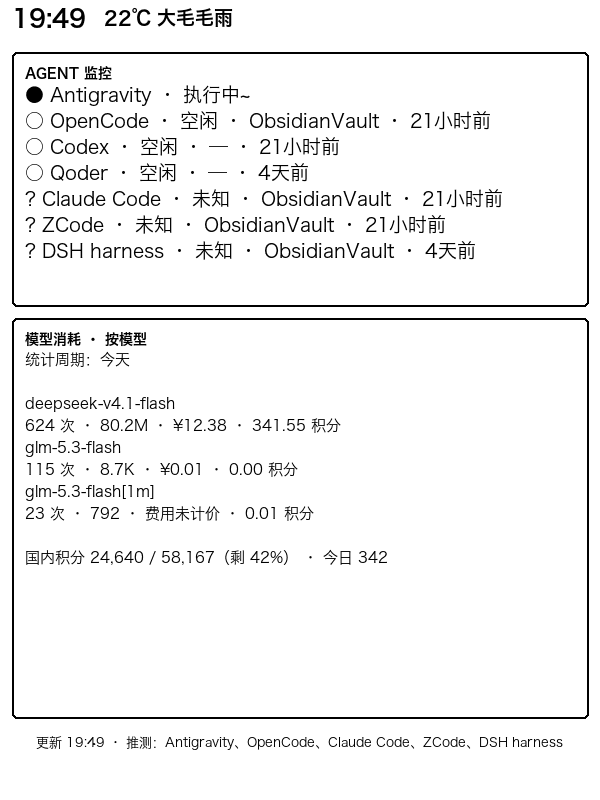 19:49 22°C 大毛毛雨
AGENT 监控
● Antigravity · 执行中~
○ OpenCode · 空闲 · ObsidianVault · 21小时前
○ Codex · 空闲 · — · 21小时前
○ Qoder · 空闲 · — · 4天前
? Claude Code · 未知 · ObsidianVault · 21小时前
? ZCode · 未知 · ObsidianVault · 21小时前
? DSH harness · 未知 · ObsidianVault · 4天前
模型消耗 · 按模型
统计周期: 今天
deepseek-v4.1-flash
624 次 · 80.2M · ¥12.38 · 341.55 积分
glm-5.3-flash
115 次 · 8.7K · ¥0.01 · 0.00 积分
glm-5.3-flash[1m]
23 次 · 792 · 费用未计价 · 0.01 积分
国内积分 24,640 / 58,167（剩 42%） · 今日 342
更新 19:49 · 推测: Antigravity、OpenCode、Claude Code、ZCode、DSH harness